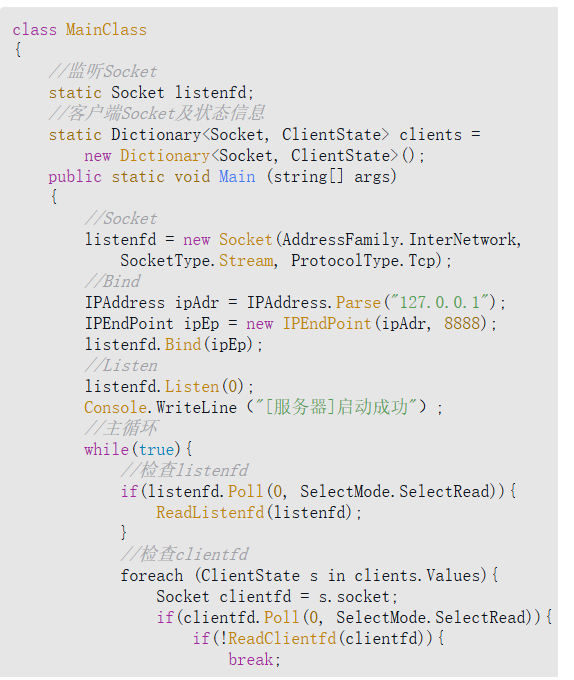 class MainClass
{
//监听Socket
static Socket listenfd;
//客户端Socket及状态信息
static Dictionary<Socket, ClientState> clients =
new Dictionary<Socket, ClientState>();
public static void Main (string[] args)
{
//Socket
listenfd = new Socket(AddressFamily.InterNetwork,
SocketType.Stream, ProtocolType.Tcp);
//Bind
IPAddress ipAdr = IPAddress.Parse("127.0.0.1");
IPEndPoint ipEp = new IPEndPoint(ipAdr, 8888);
listenfd.Bind(ipEp);
//Listen
listenfd.Listen(0);
Console.WriteLine（"[服务器]启动成功"）;
//主循环
while(true){
//检查listenfd
if(listenfd.Poll(0, SelectMode.SelectRead)){
ReadListenfd(listenfd);
}
//检查clientfd
foreach (ClientState s in clients.Values){
Socket clientfd = s.socket;
if(clientfd.Poll(0, SelectMode.SelectRead)){
if(!ReadClientfd(clientfd)){
break;